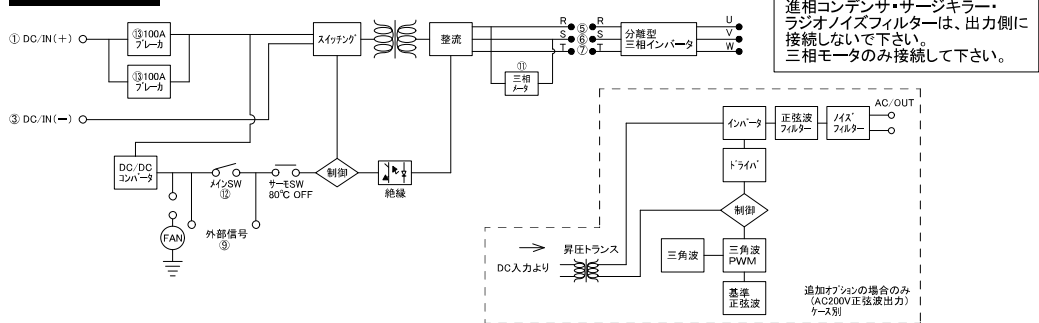 進相コンデンサ・サージキラー・
ラジオノイズフィルターは、出力側に
接続しないで下さい。
三相モータのみ接続して下さい。
① DC/IN(+)
⑬100A
ブレーカ
⑬100A
ブレーカ
③ DC/IN(−)
スイッチング
整流
R
S
T
⑤
⑥
⑦
R
S
T
分離型
三相インバータ
U
V
W
⑪
三相
メータ
DC/DC
コンバータ
メインSW
⑫
サーモSW
80℃ OFF
制御
絶縁
FAN
外部信号
⑨
インバータ
正弦波
フィルター
ノイズ
フィルター
AC/OUT
ドライバ
制御
三角波
三角波
PWM
基準
正弦波
昇圧トランス
DC入力より
追加オプションの場合のみ
(AC200V正弦波出力)
ケース別